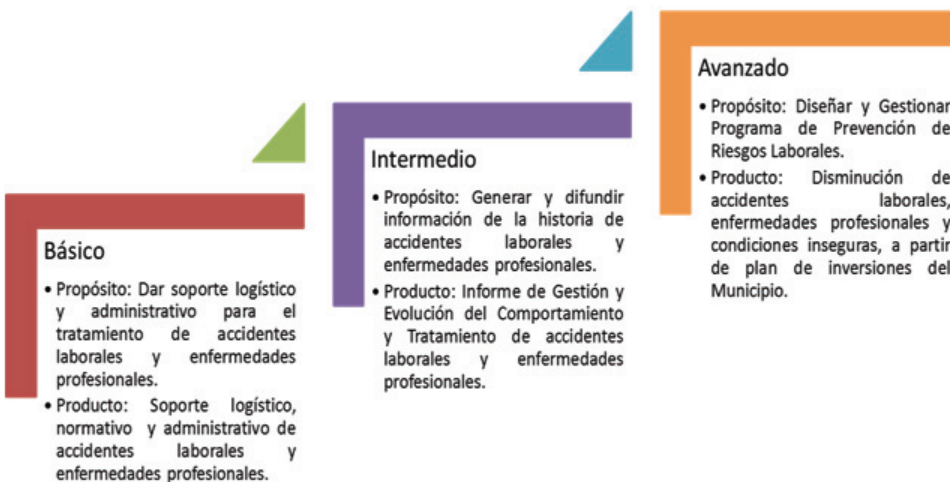 Básico
• Propósito: Dar soporte logístico
y administrativo para el
tratamiento de accidentes
laborales y enfermedades
profesionales.
• Producto: Soporte logístico,
normativo y administrativo de
accidentes laborales y
enfermedades profesionales.
Intermedio
• Propósito: Generar y difundir
información de la historia de
accidentes laborales y
enfermedades profesionales.
• Producto: Informe de Gestión y
Evolución del Comportamiento
y Tratamiento de accidentes
laborales y enfermedades
profesionales.
Avanzado
• Propósito: Diseñar y Gestionar
Programa de Prevención de
Riesgos Laborales.
• Producto: Disminución de
accidentes laborales,
enfermedades profesionales y
condiciones inseguras, a partir
de plan de inversiones del
Municipio.